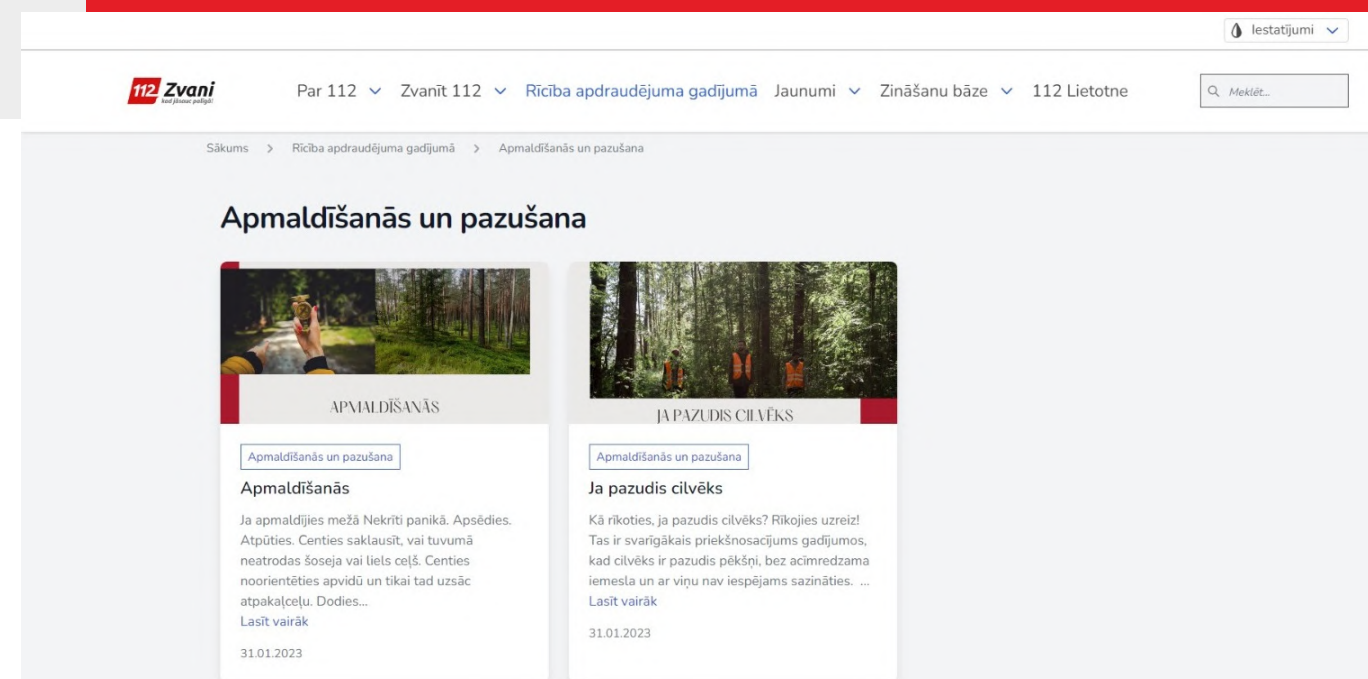 Iestatījumi
112 Zvani
kad jāsauc palīgā!
Par 112 Zvanīt 112 Rīcība apdraudējuma gadījumā Jaunumi Zināšanu bāze 112 Lietotne
Meklēt...
Sākums > Rīcība apdraudējuma gadījumā > Apmaldīšanās un pazušana
Apmaldīšanās un pazušana
APMALDĪŠANĀS
Apmaldīšanās un pazušana
Apmaldīšanās
Ja apmaldījies mežā Nekrīti panikā. Apsēdies.
Atpūties. Centies saklausīt, vai tuvumā
neatrodas šoseja vai liels ceļš. Centies
noorientēties apvidū un tikai tad uzsāc
atpakaļceļu. Dodies...
Lasīt vairāk
31.01.2023
JA PAZUDIS CILVĒKS
Apmaldīšanās un pazušana
Ja pazudis cilvēks
Kā rīkoties, ja pazudis cilvēks? Rīkojies uzreiz!
Tas ir svarīgākais priekšnosacījums gadījumos,
kad cilvēks ir pazudis pēkšņi, bez acīmredzama
iemesla un ar viņu nav iespējams sazināties. ...
Lasīt vairāk
31.01.2023